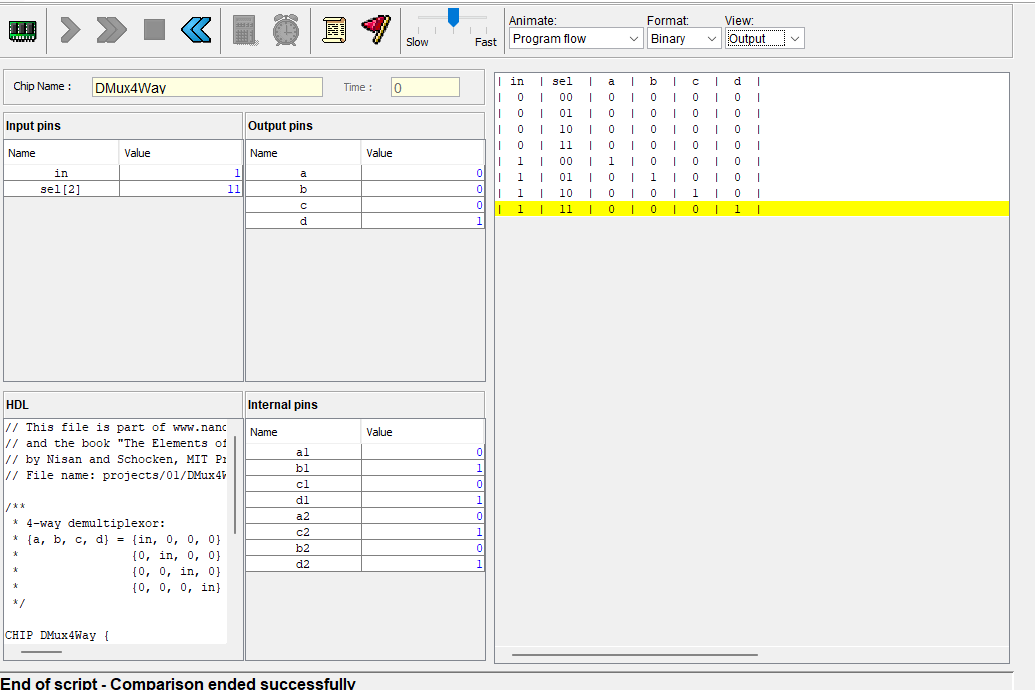 Slow Fast
Animate: Format: View:
Program flow Binary Output
Chip Name : DMux4Way Time : 0
Input pins
Name Value
in 1
sel[2] 11
Output pins
Name Value
a 0
b 0
c 0
d 1
| in | sel | a | b | c | d |
| 0 | 00 | 0 | 0 | 0 | 0 |
| 0 | 01 | 0 | 0 | 0 | 0 |
| 0 | 10 | 0 | 0 | 0 | 0 |
| 0 | 11 | 0 | 0 | 0 | 0 |
| 1 | 00 | 1 | 0 | 0 | 0 |
| 1 | 01 | 0 | 1 | 0 | 0 |
| 1 | 10 | 0 | 0 | 1 | 0 |
| 1 | 11 | 0 | 0 | 0 | 1 |
HDL
// This file is part of www.nand
// and the book "The Elements of
// by Nisan and Schocken, MIT Pr
// File name: projects/01/DMux4W
/**
* 4-way demultiplexor:
* {a, b, c, d} = {in, 0, 0, 0}
* {0, in, 0, 0}
* {0, 0, in, 0}
* {0, 0, 0, in}
*/
CHIP DMux4Way {
Internal pins
Name Value
a1 0
b1 1
c1 0
d1 1
a2 0
c2 1
b2 0
d2 1
End of script - Comparison ended successfully